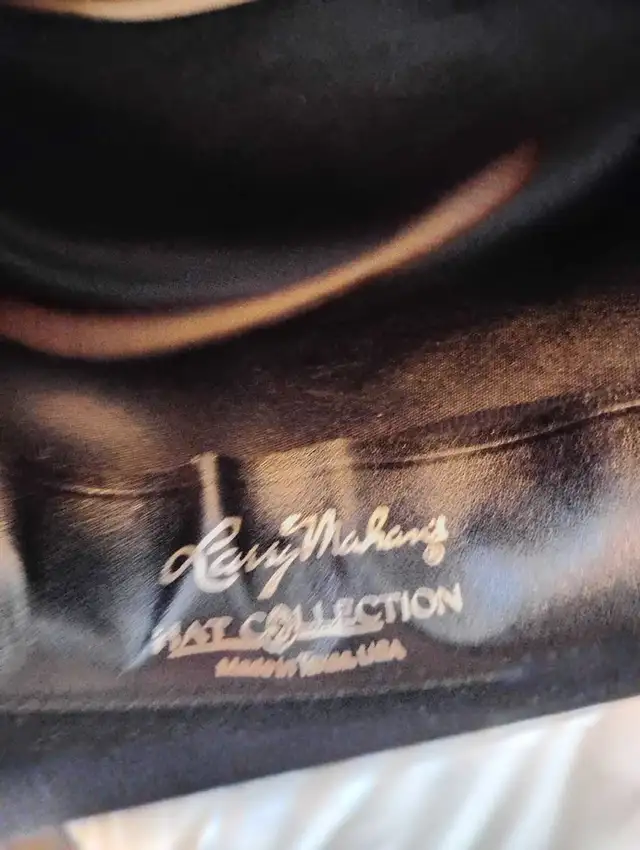 Larry Mahan's
HAT COLLECTION
MADE IN TEXAS USA